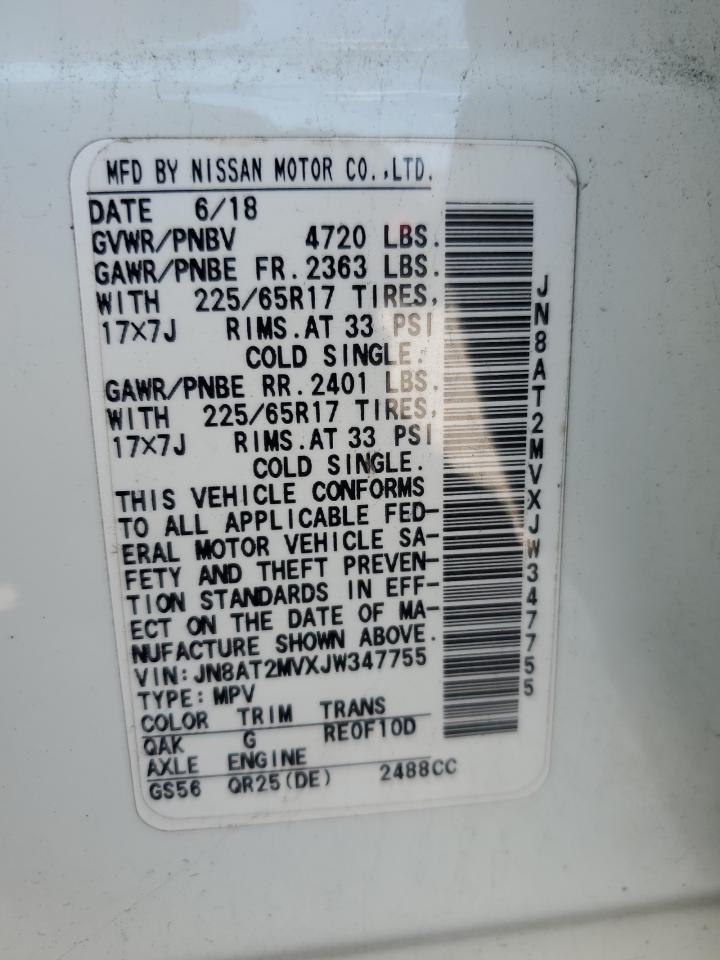 MFD BY NISSAN MOTOR CO.,LTD.
DATE 6/18
GVWR/PNBV 4720 LBS.
GAWR/PNBE FR. 2363 LBS.
WITH 225/65R17 TIRES,
17×7J RIMS.AT 33 PSI
COLD SINGLE.
GAWR/PNBE RR. 2401 LBS.
WITH 225/65R17 TIRES,
17×7J RIMS.AT 33 PSI
COLD SINGLE.
THIS VEHICLE CONFORMS
TO ALL APPLICABLE FED-
ERAL MOTOR VEHICLE SA-
FETY AND THEFT PREVEN-
TION STANDARDS IN EFF-
ECT ON THE DATE OF MA-
NUFACTURE SHOWN ABOVE.
VIN:JN8AT2MVXJW347755
TYPE:MPV
COLOR TRIM TRANS
QAK G RE0F10D
AXLE ENGINE
GS56 QR25(DE) 2488CC
JN8AT2MVXJW347755